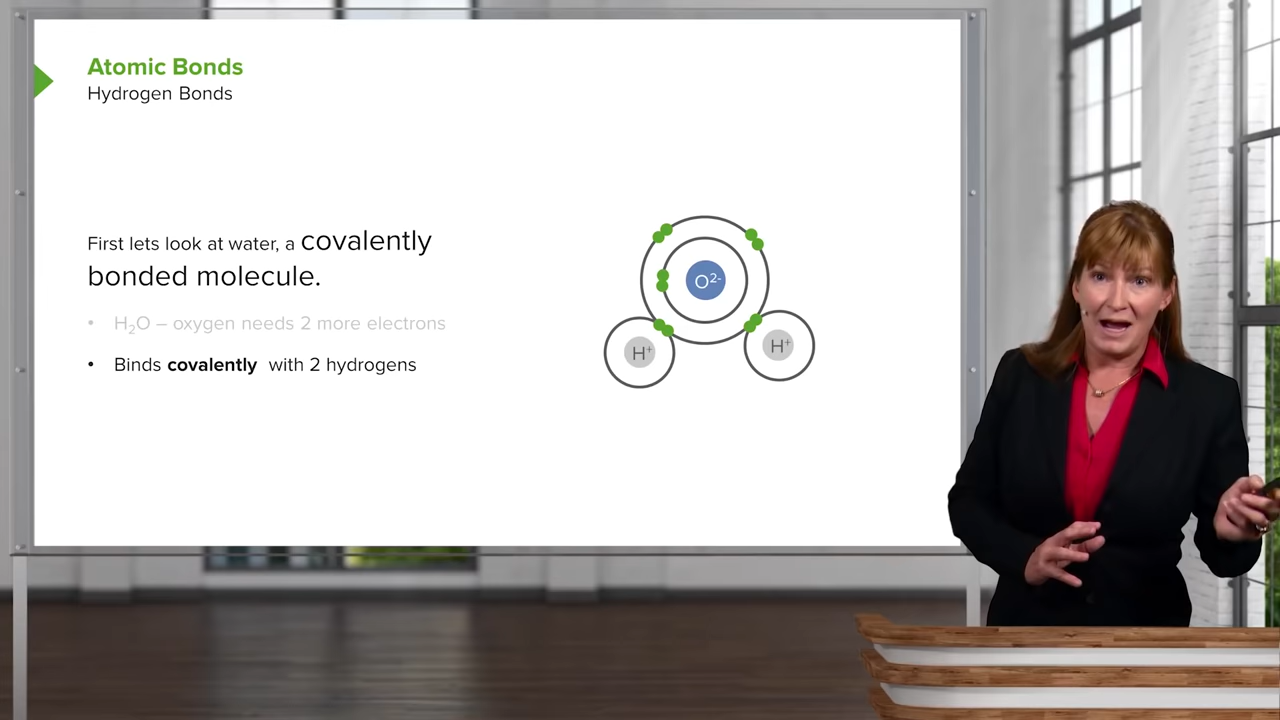 Atomic Bonds
Hydrogen Bonds
First lets look at water, a covalently
bonded molecule.
• H₂O – oxygen needs 2 more electrons
• Binds covalently with 2 hydrogens
O²⁻
H⁺
H⁺